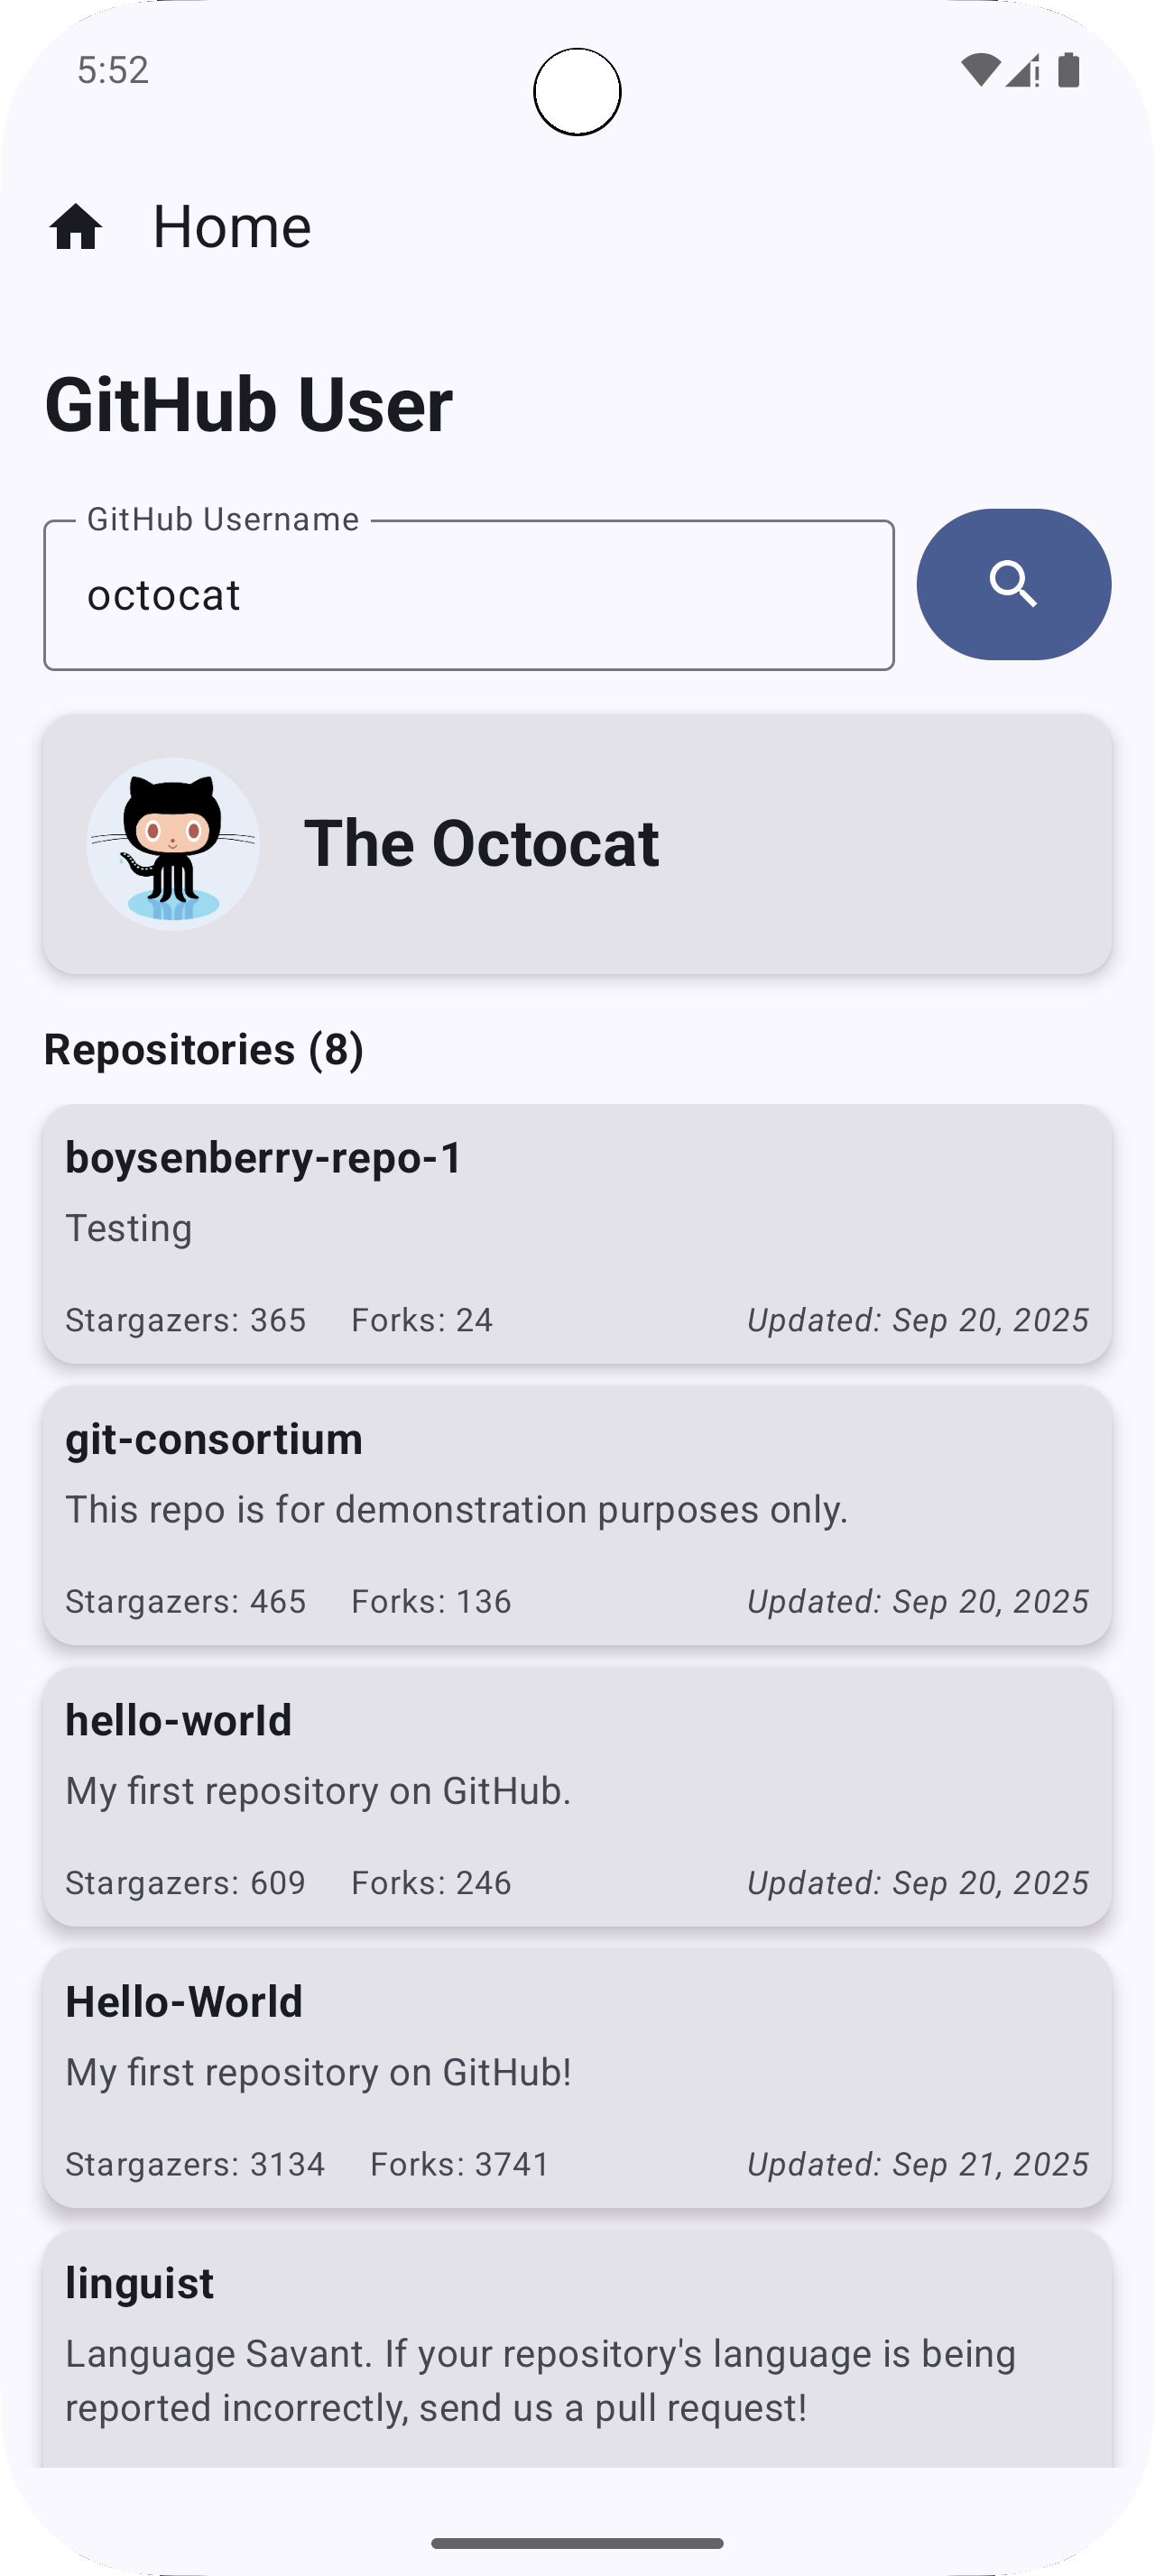 5:52
Home
GitHub User
GitHub Username
octocat
The Octocat
Repositories (8)
boysenberry-repo-1
Testing
Stargazers: 365 Forks: 24 Updated: Sep 20, 2025
git-consortium
This repo is for demonstration purposes only.
Stargazers: 465 Forks: 136 Updated: Sep 20, 2025
hello-world
My first repository on GitHub.
Stargazers: 609 Forks: 246 Updated: Sep 20, 2025
Hello-World
My first repository on GitHub!
Stargazers: 3134 Forks: 3741 Updated: Sep 21, 2025
linguist
Language Savant. If your repository's language is being
reported incorrectly, send us a pull request!